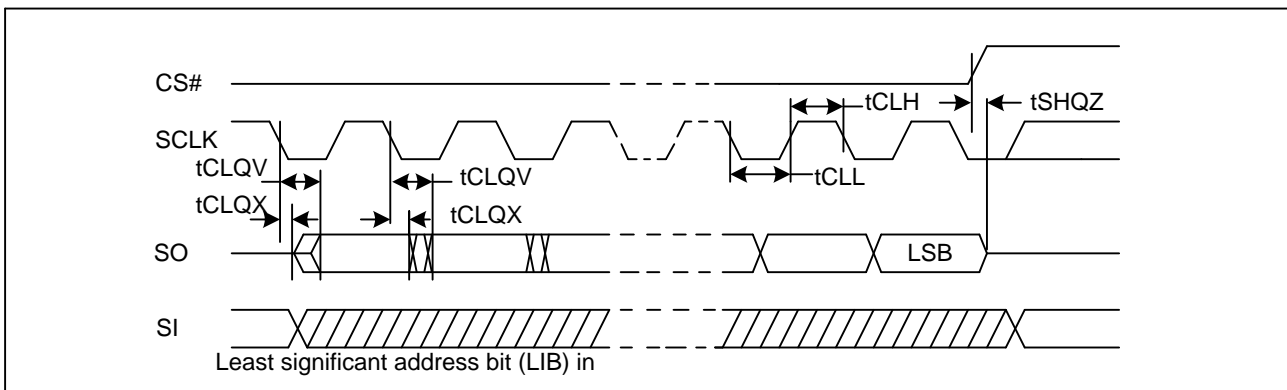 CS#
tCLH
tSHQZ
SCLK
tCLQV
tCLQV
tCLL
tCLQX
tCLQX
SO
LSB
SI
Least significant address bit (LIB) in